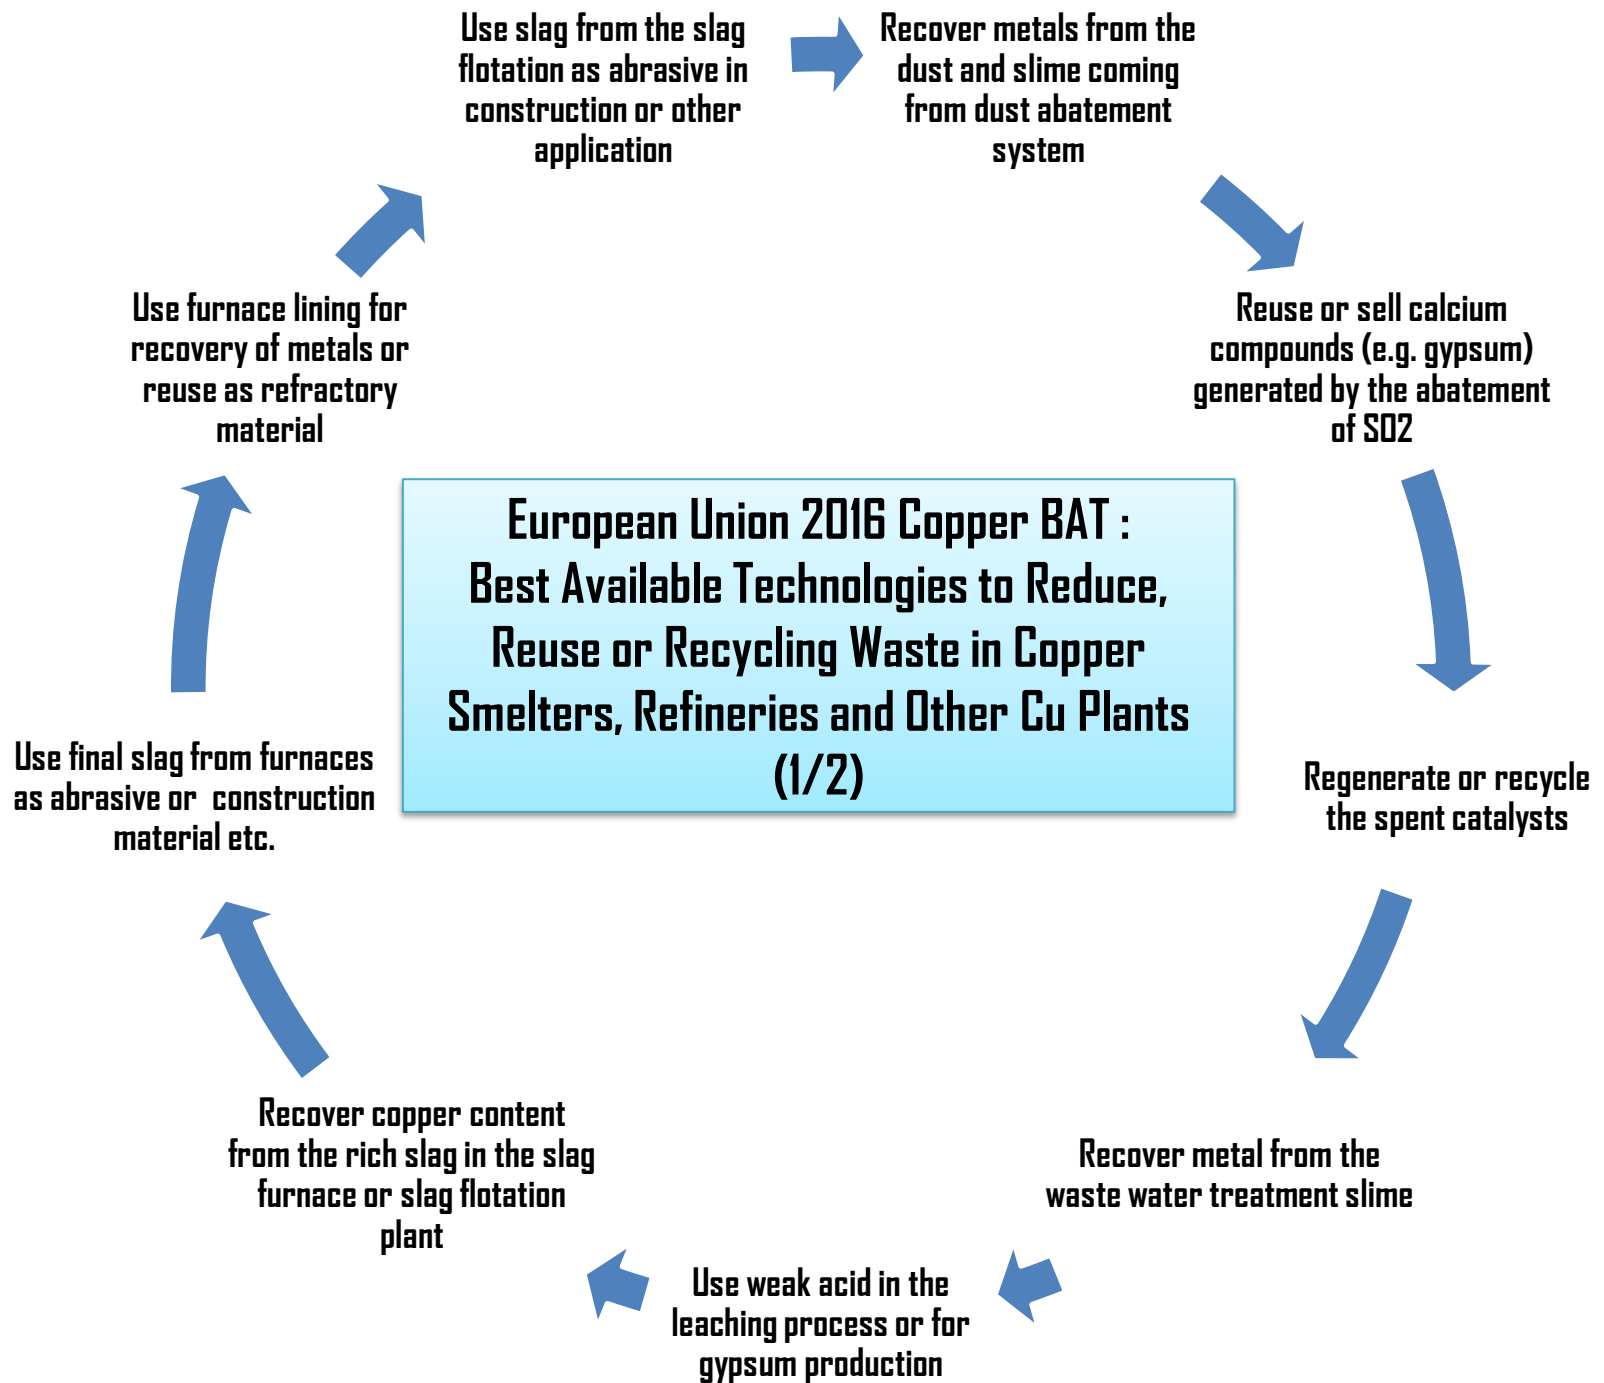 Use slag from the slag
flotation as abrasive in
construction or other
application
Recover metals from the
dust and slime coming
from dust abatement
system
Reuse or sell calcium
compounds (e.g. gypsum)
generated by the abatement
of SO2
Regenerate or recycle
the spent catalysts
Recover metal from the
waste water treatment slime
Use weak acid in the
leaching process or for
gypsum production
Recover copper content
from the rich slag in the slag
furnace or slag flotation
plant
Use final slag from furnaces
as abrasive or construction
material etc.
Use furnace lining for
recovery of metals or
reuse as refractory
material
European Union 2016 Copper BAT :
Best Available Technologies to Reduce,
Reuse or Recycling Waste in Copper
Smelters, Refineries and Other Cu Plants
(1/2)